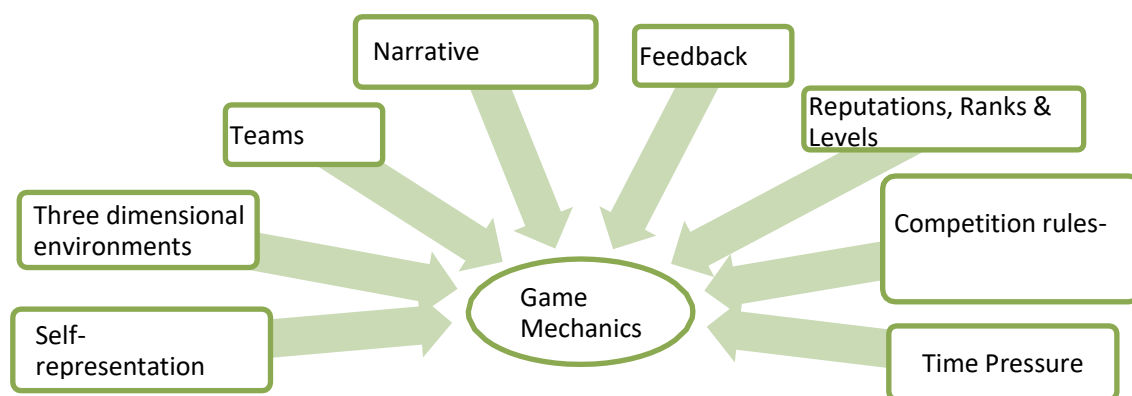 Narrative
Feedback
Reputations, Ranks &
Levels
Teams
Three dimensional
environments
Competition rules-
Self-
representation
Game
Mechanics
Time Pressure